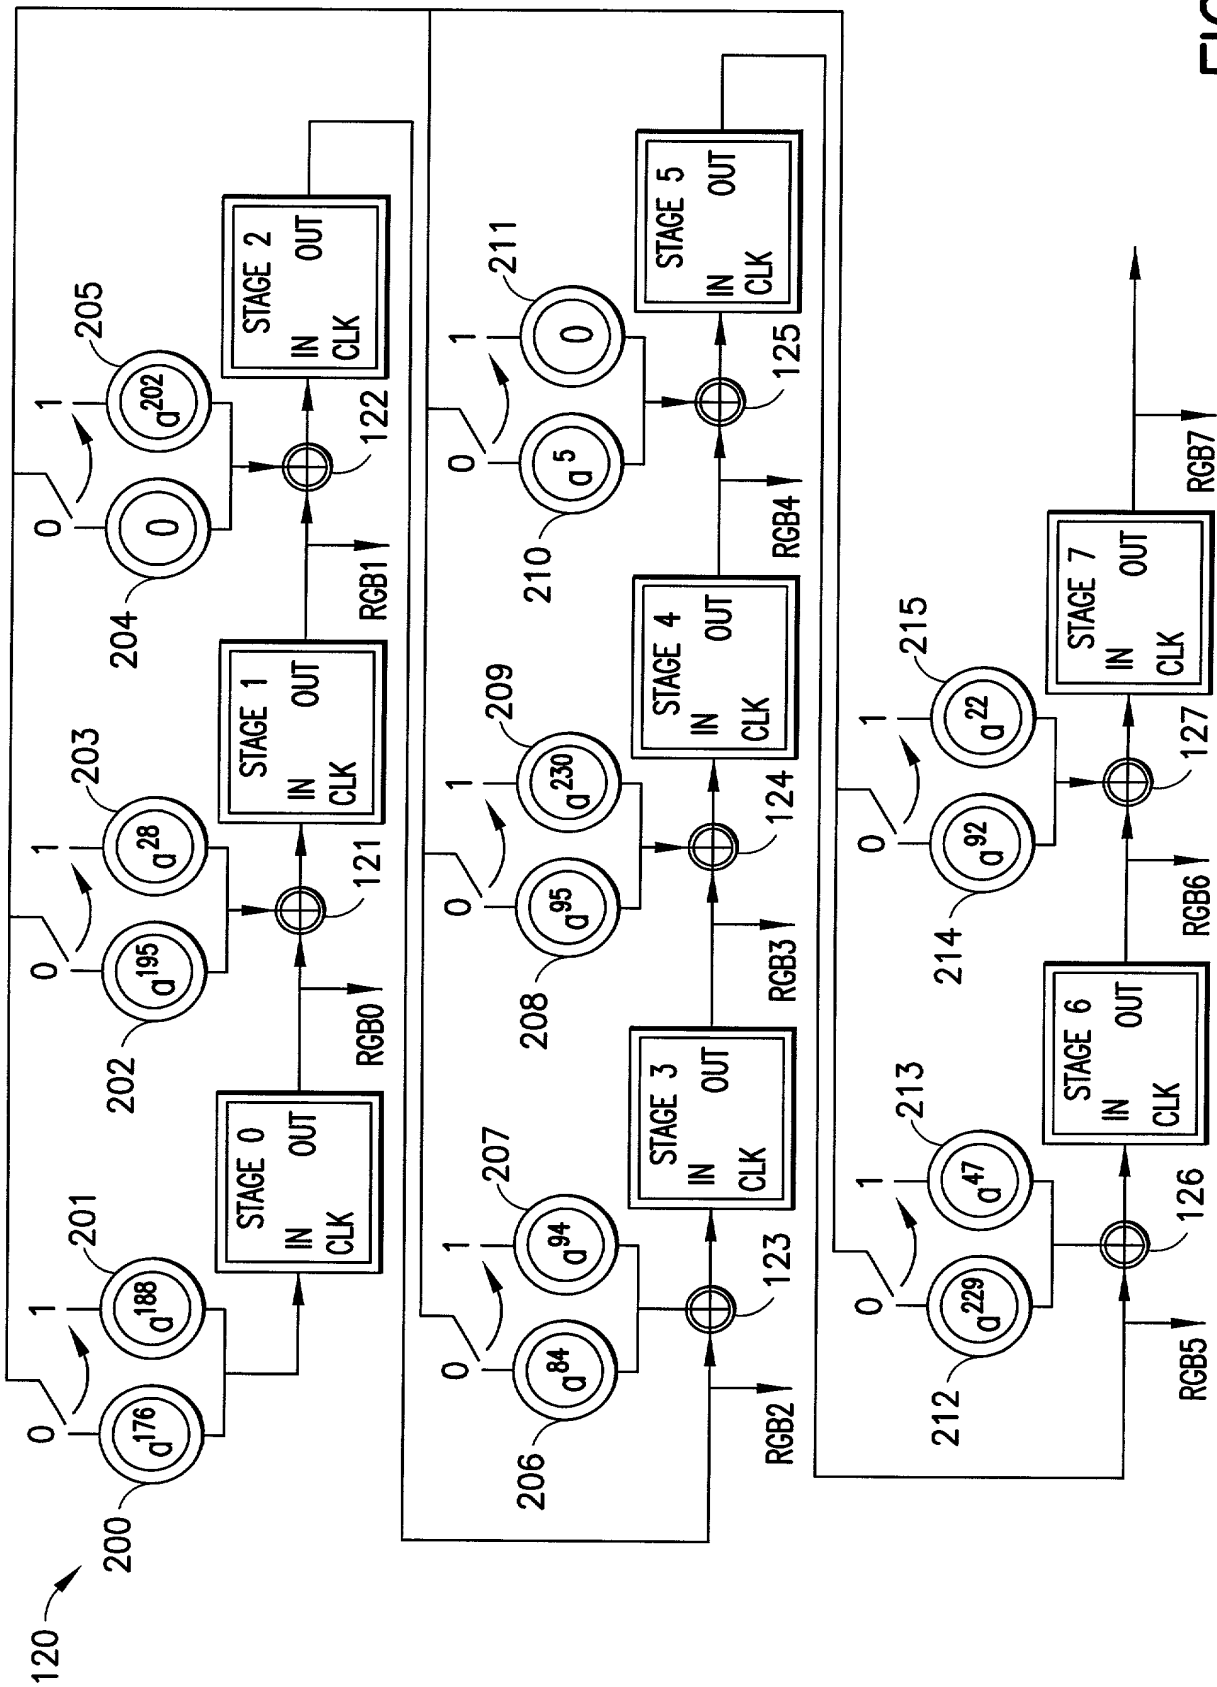 120
200
a176
0
201
a188
1
STAGE 0
IN OUT
CLK
RGB0
202
a195
0
203
a28
1
121
STAGE 1
IN OUT
CLK
RGB1
204
0
0
205
a202
1
122
STAGE 2
IN OUT
CLK
RGB2
206
a84
0
207
a94
1
123
STAGE 3
IN OUT
CLK
RGB3
208
a95
0
209
a230
1
124
STAGE 4
IN OUT
CLK
RGB4
210
a5
0
211
0
1
125
STAGE 5
IN OUT
CLK
RGB5
212
a229
0
213
a47
1
126
STAGE 6
IN OUT
CLK
RGB6
214
a92
0
215
a22
1
127
STAGE 7
IN OUT
CLK
RGB7